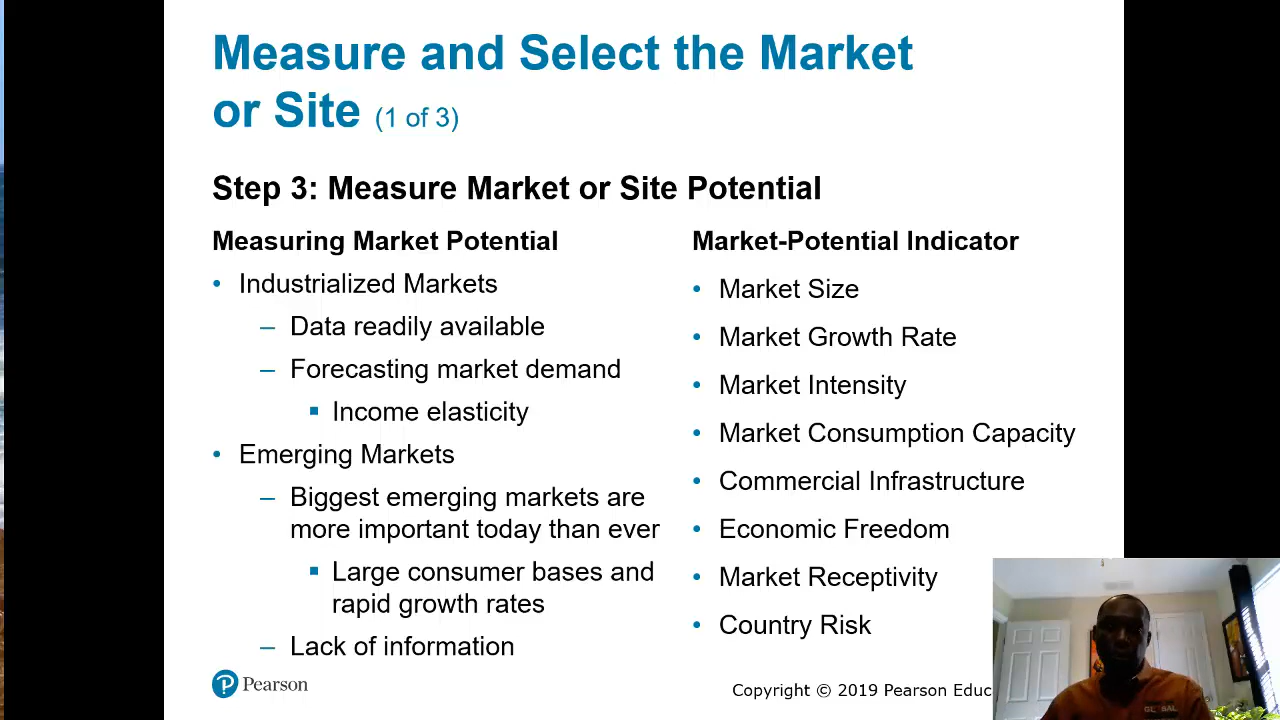 Measure and Select the Market
or Site (1 of 3)
Step 3: Measure Market or Site Potential
Measuring Market Potential
• Industrialized Markets
– Data readily available
– Forecasting market demand
▪ Income elasticity
• Emerging Markets
– Biggest emerging markets are
more important today than ever
▪ Large consumer bases and
rapid growth rates
– Lack of information
Market-Potential Indicator
• Market Size
• Market Growth Rate
• Market Intensity
• Market Consumption Capacity
• Commercial Infrastructure
• Economic Freedom
• Market Receptivity
• Country Risk
Pearson
Copyright © 2019 Pearson Educ
GLOBAL